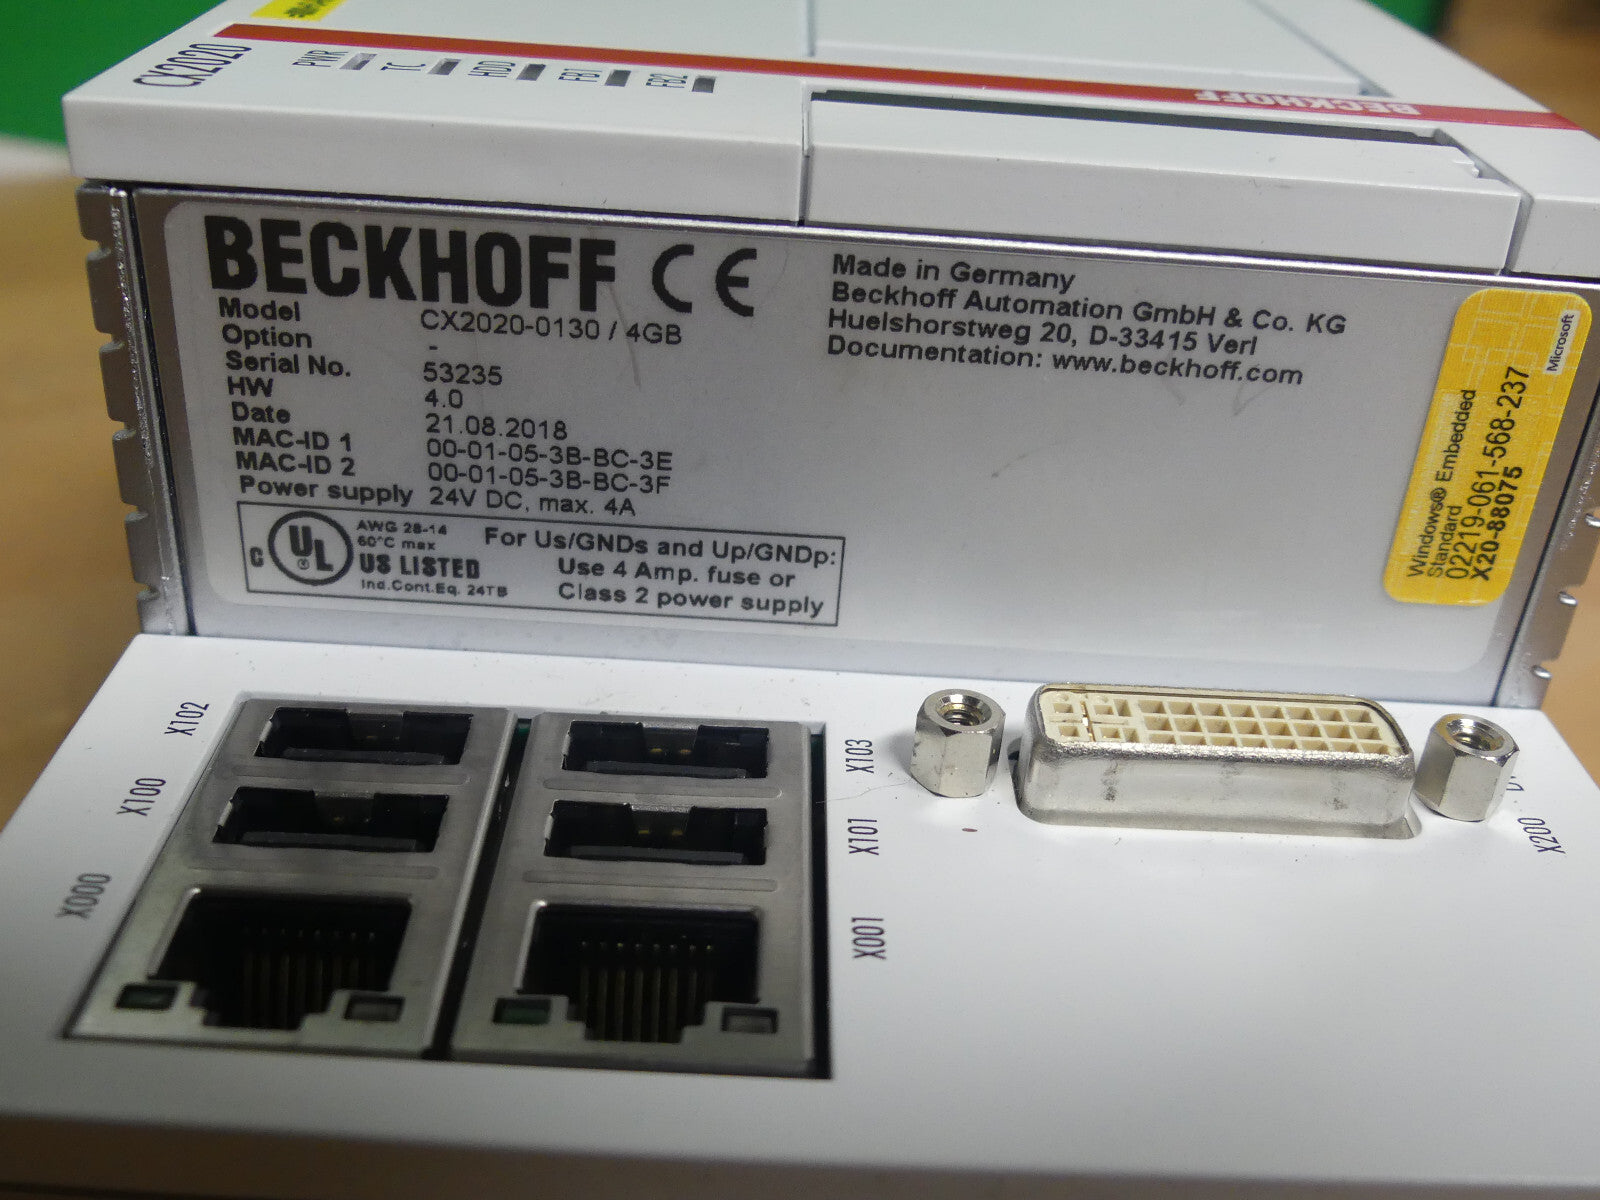 CX2020
PWR
TC
HDD
FB1
FB2
BECKHOFF
BECKHOFF CE
Model CX2020-0130 / 4GB
Option -
Serial No. 53235
HW 4.0
Date 21.08.2018
MAC-ID 1 00-01-05-3B-BC-3E
MAC-ID 2 00-01-05-3B-BC-3F
Power supply 24V DC, max. 4A
Made in Germany
Beckhoff Automation GmbH & Co. KG
Huelshorstweg 20, D-33415 Verl
Documentation: www.beckhoff.com
C UL ®
AWG 28-14
60°C max
US LISTED
Ind.Cont.Eq. 24TB
For Us/GNDs and Up/GNDp:
Use 4 Amp. fuse or
Class 2 power supply
Microsoft
Windows® Embedded
Standard
02219-061-568-237
X20-88075
X102
X100
X000
X103
X101
X001
X200